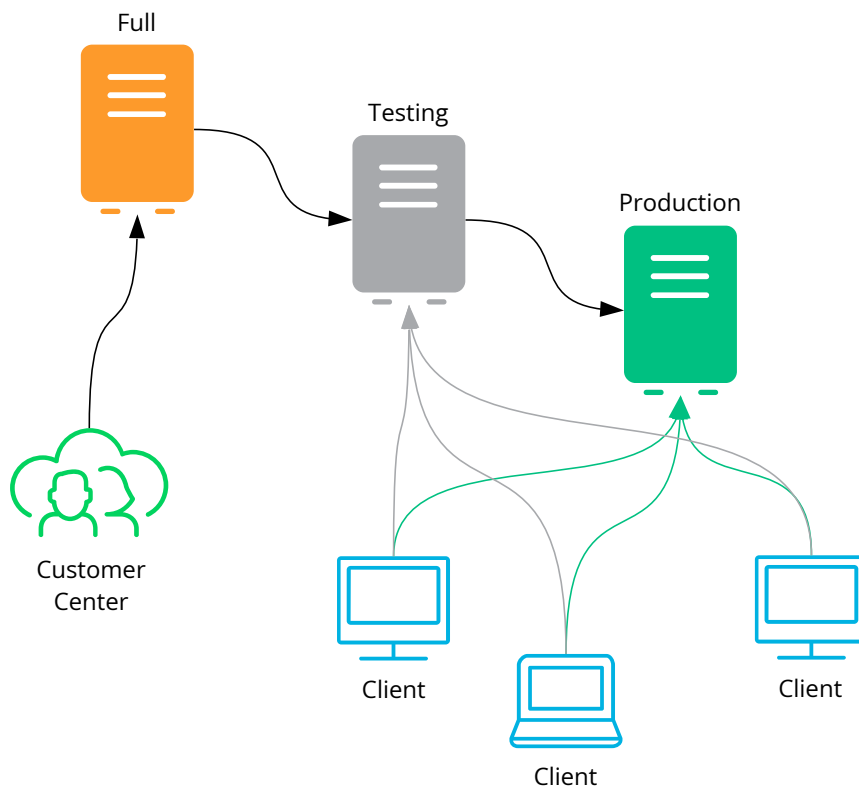 Full
Testing
Production
Customer
Center
Client
Client
Client